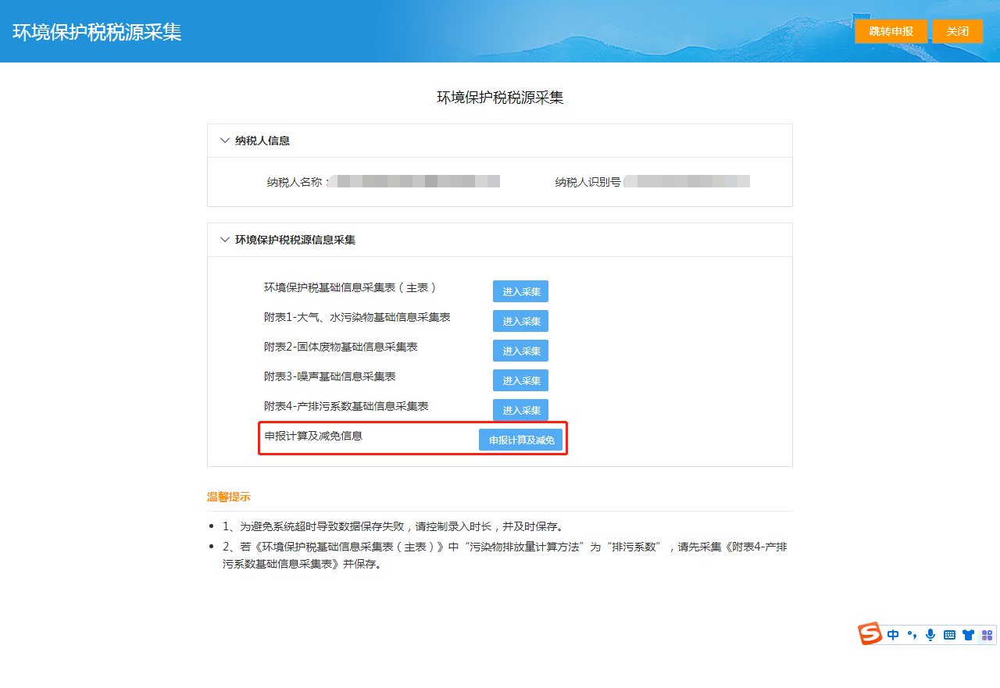 环境保护税税源采集
跳转申报 关闭
环境保护税税源采集
纳税人信息
纳税人名称： 纳税人识别号
环境保护税税源信息采集
环境保护税基础信息采集表（主表） 进入采集
附表1-大气、水污染物基础信息采集表 进入采集
附表2-固体废物基础信息采集表 进入采集
附表3-噪声基础信息采集表 进入采集
附表4-产排污系数基础信息采集表 进入采集
申报计算及减免信息 申报计算及减免
温馨提示
1、为避免系统超时导致数据保存失败，请控制录入时长，并及时保存。
2、若《环境保护税基础信息采集表（主表）》中“污染物排放量计算方法”为“排污系数”，请先采集《附表4-产排
污系数基础信息采集表》并保存。
S 中